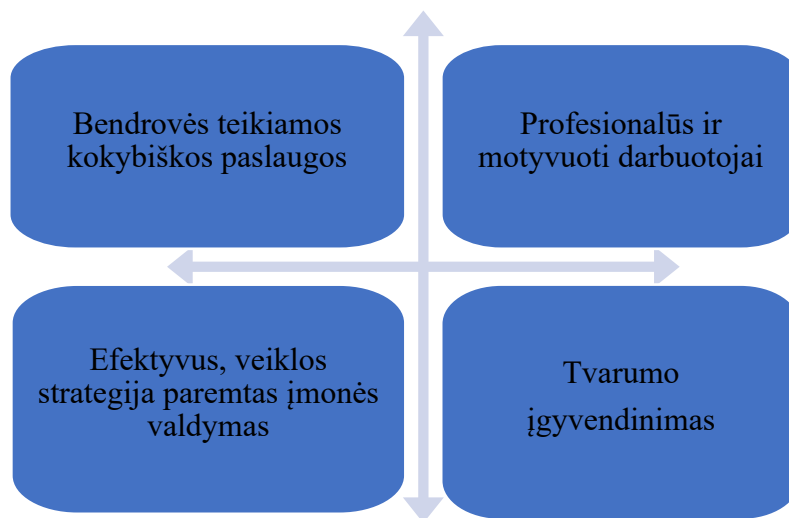 Bendrovės teikiamos
kokybiškos paslaugos
Profesionalūs ir
motyvuoti darbuotojai
Efektyvus, veiklos
strategija paremtas įmonės
valdymas
Tvarumo
įgyvendinimas